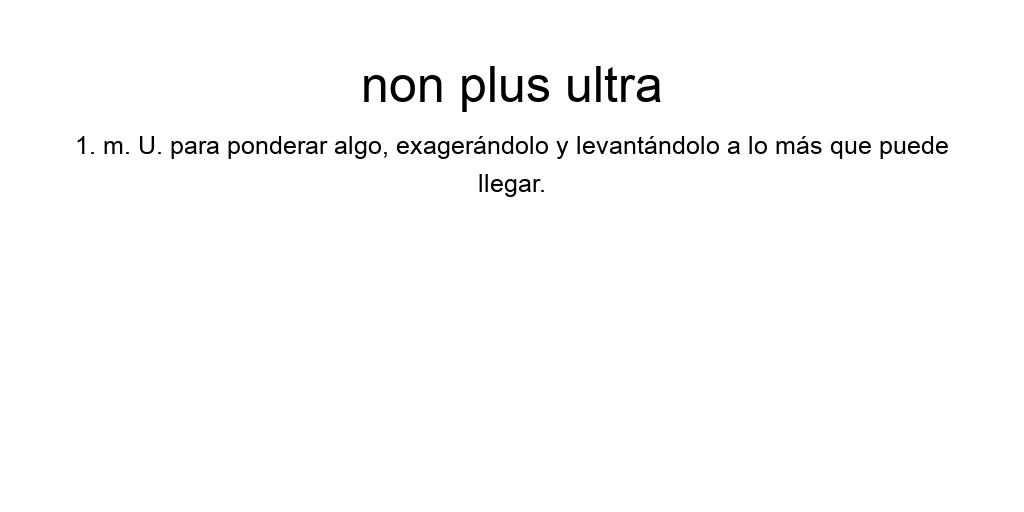 non plus ultra
1. m. U. para ponderar algo, exagerándolo y levantándolo a lo más que puede
llegar.